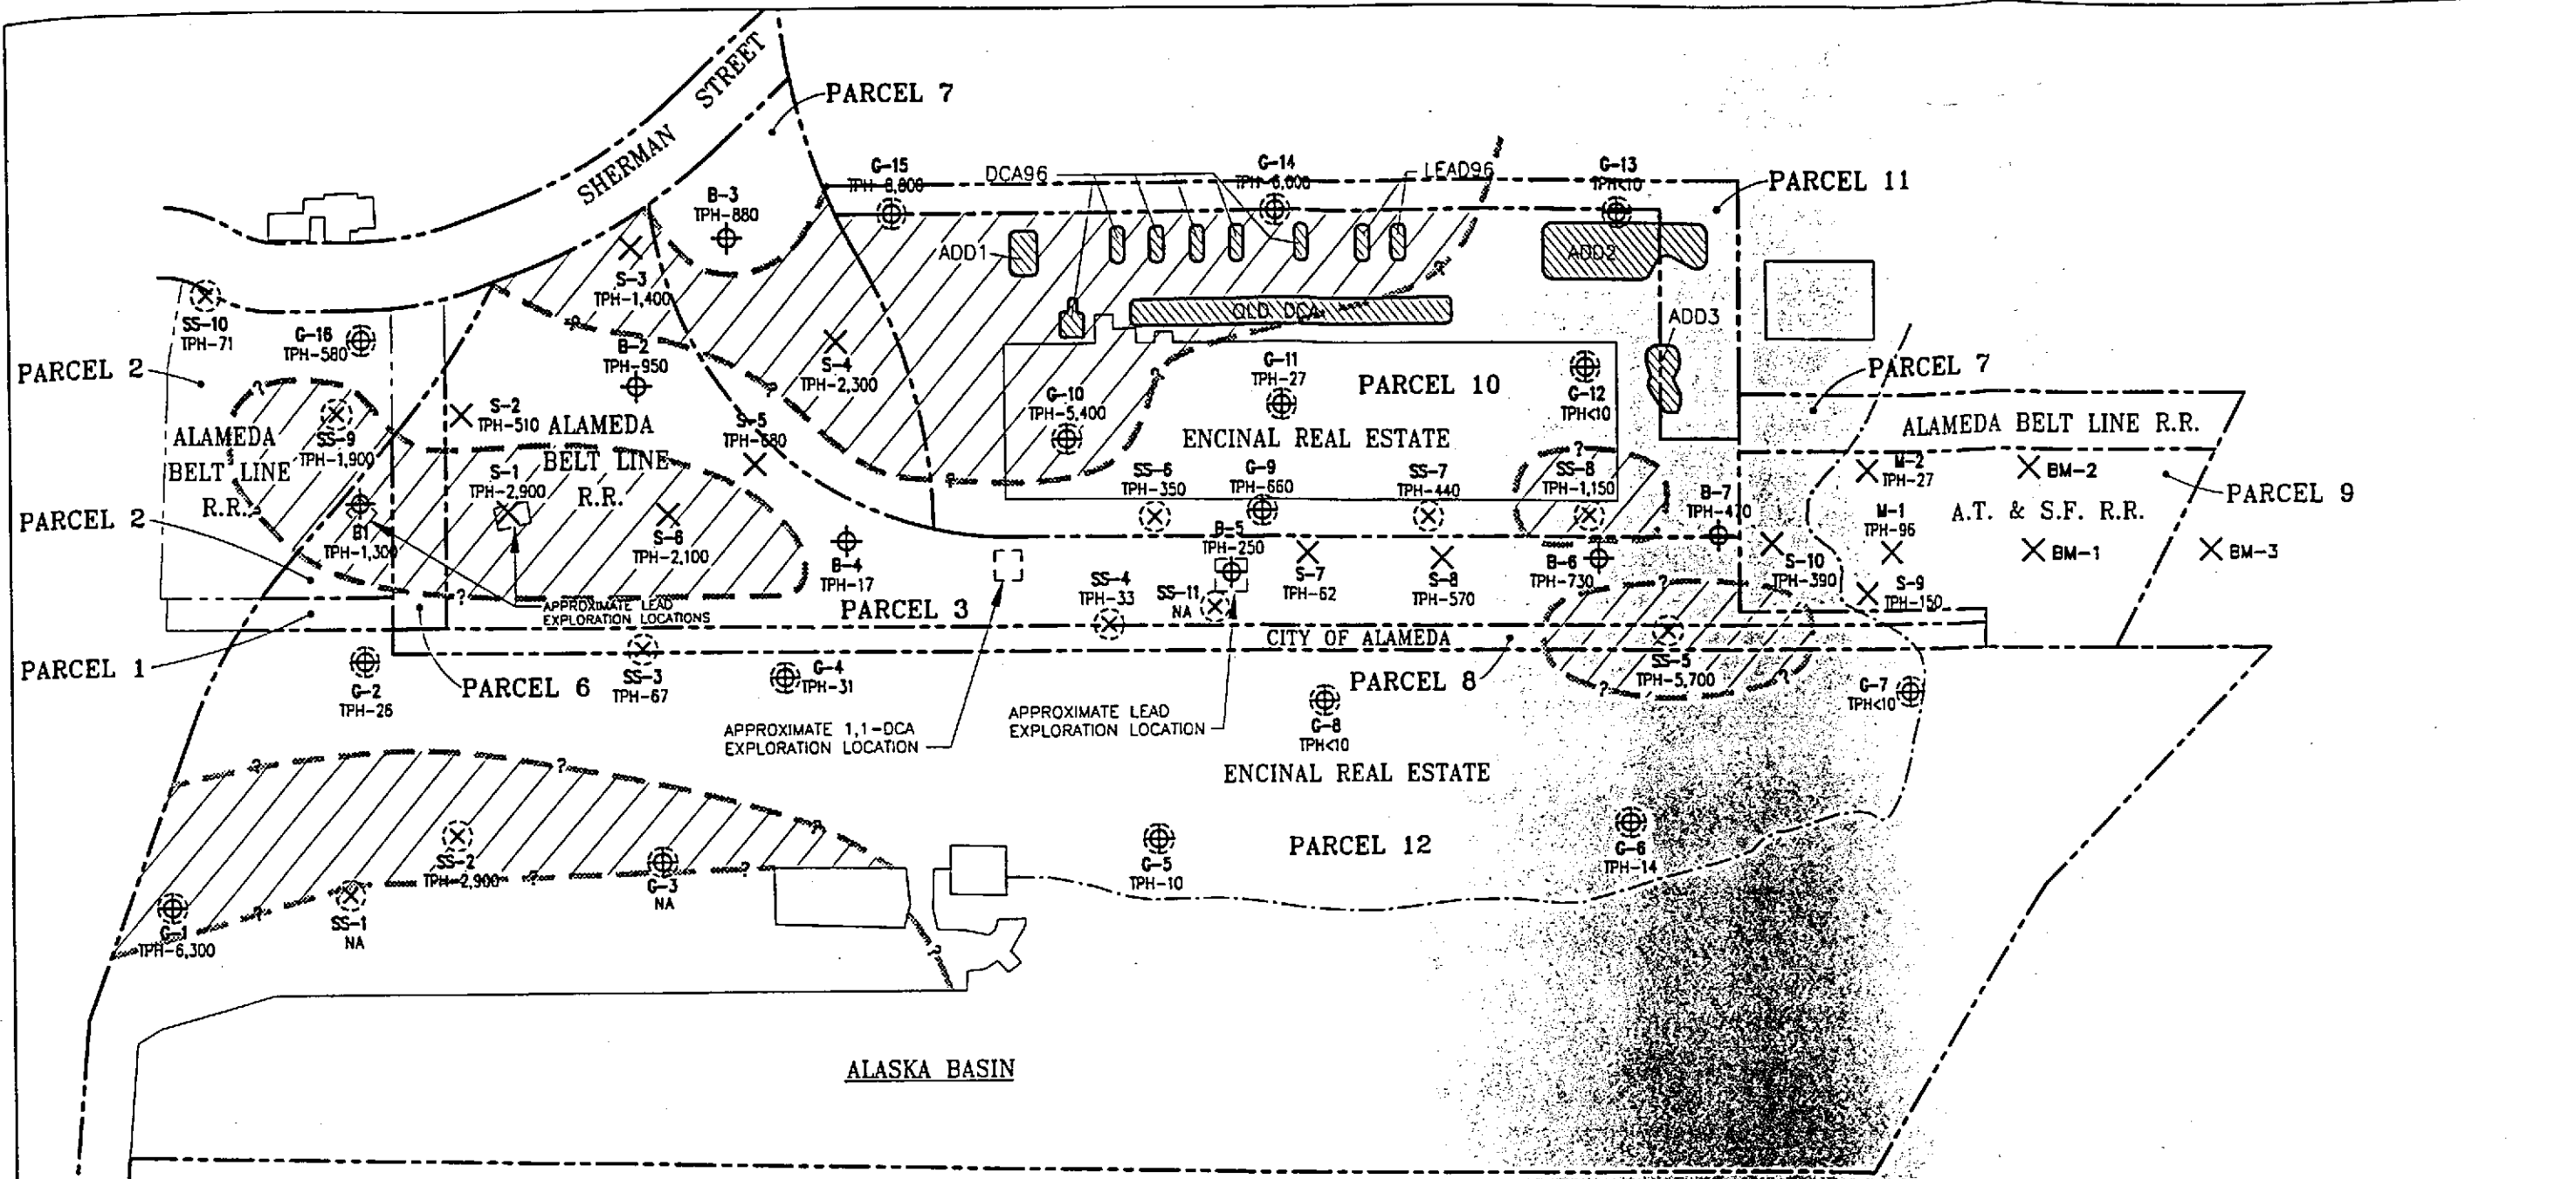 SHERMAN STREET
PARCEL 7
G-15
TPH-8,800
DCA96
G-14
TPH-6,000
LEAD96
G-13
TPH<10
PARCEL 11
B-3
TPH-880
ADD1
ADD2
S-3
TPH-1,400
OLD DCA
ADD3
SS-10
TPH-71
G-16
TPH-580
B-2
TPH-950
S-4
TPH-2,300
G-11
TPH-27
PARCEL 10
G-12
TPH<10
PARCEL 7
PARCEL 2
G-10
TPH-5,400
ENCINAL REAL ESTATE
ALAMEDA BELT LINE R.R.
S-2
TPH-510
ALAMEDA
BELT LINE
R.R.
SS-9
TPH-1,900
ALAMEDA
BELT LINE
R.R.
S-5
TPH-680
S-1
TPH-2,900
SS-6
TPH-350
G-9
TPH-660
SS-7
TPH-440
SS-8
TPH-1,150
B-7
TPH-470
M-2
TPH-27
BM-2
PARCEL 9
A.T. & S.F. R.R.
M-1
TPH-96
PARCEL 2
B1
TPH-1,300
S-6
TPH-2,100
B-4
TPH-17
B-5
TPH-250
S-7
TPH-62
S-8
TPH-570
B-6
TPH-730
S-10
TPH-390
BM-1
BM-3
S-9
TPH-150
SS-4
TPH-33
SS-11
NA
APPROXIMATE LEAD
EXPLORATION LOCATIONS
PARCEL 3
CITY OF ALAMEDA
PARCEL 1
G-2
TPH-26
PARCEL 6
SS-3
TPH-67
G-4
TPH-31
PARCEL 8
SS-5
TPH-5,700
G-7
TPH<10
APPROXIMATE 1,1-DCA
EXPLORATION LOCATION
APPROXIMATE LEAD
EXPLORATION LOCATION
G-8
TPH<10
ENCINAL REAL ESTATE
SS-2
TPH-2,900
G-3
NA
G-5
TPH-10
PARCEL 12
G-6
TPH-14
G-1
TPH-6,300
SS-1
NA
ALASKA BASIN